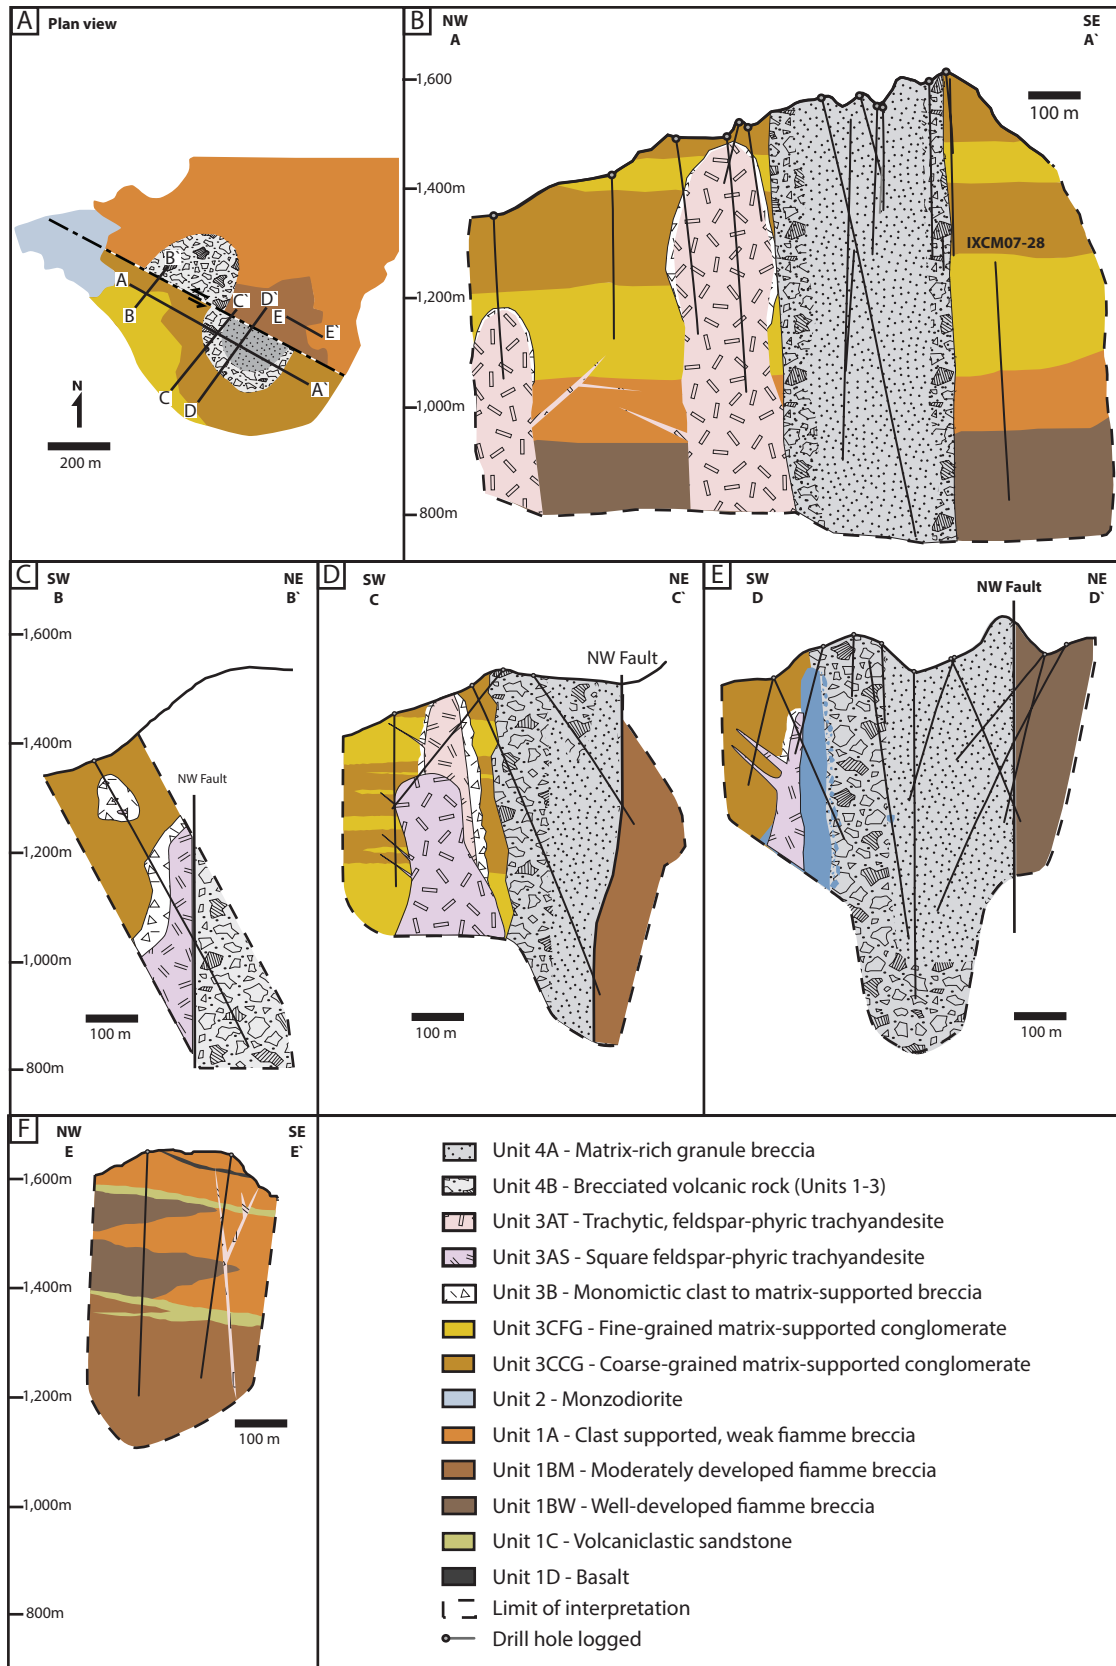 A Plan view
B
C`
D`
A
E
B
E`
C
D
A`
N
200 m
B NW
A
SE
A`
1,600
1,400m
1,200m
1,000m
800m
100 m
IXCM07-28
C SW
B
NE
B`
1,600m
1,400m
1,200m
1,000m
800m
NW Fault
100 m
D SW
C
NE
C`
NW Fault
100 m
E SW
D
NE
D`
NW Fault
100 m
F NW
E
SE
E`
1,600m
1,400m
1,200m
1,000m
800m
100 m
Unit 4A - Matrix-rich granule breccia
Unit 4B - Brecciated volcanic rock (Units 1-3)
Unit 3AT - Trachytic, feldspar-phyric trachyandesite
Unit 3AS - Square feldspar-phyric trachyandesite
Unit 3B - Monomictic clast to matrix-supported breccia
Unit 3CFG - Fine-grained matrix-supported conglomerate
Unit 3CCG - Coarse-grained matrix-supported conglomerate
Unit 2 - Monzodiorite
Unit 1A - Clast supported, weak fiamme breccia
Unit 1BM - Moderately developed fiamme breccia
Unit 1BW - Well-developed fiamme breccia
Unit 1C - Volcaniclastic sandstone
Unit 1D - Basalt
Limit of interpretation
Drill hole logged